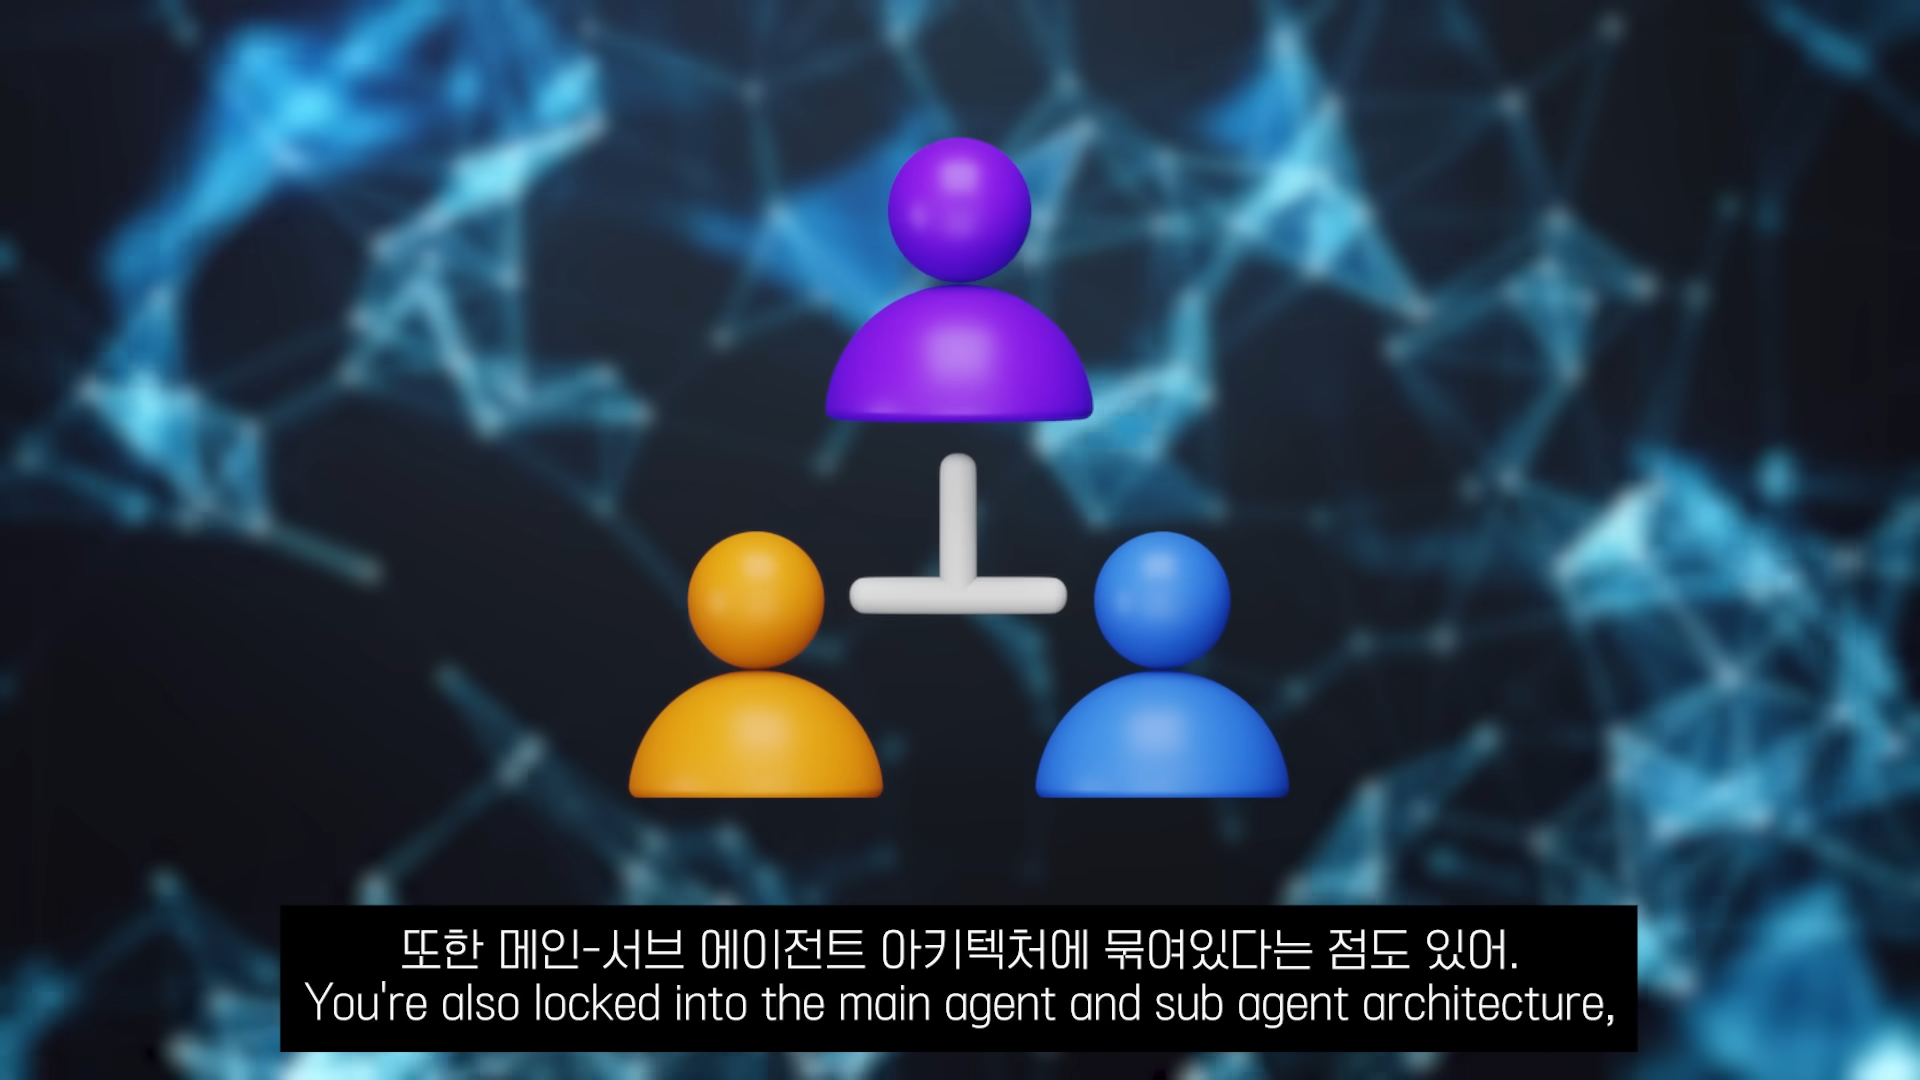 또한 메인-서브 에이전트 아키텍처에 묶여있다는 점도 있어.
You're also locked into the main agent and sub agent architecture,